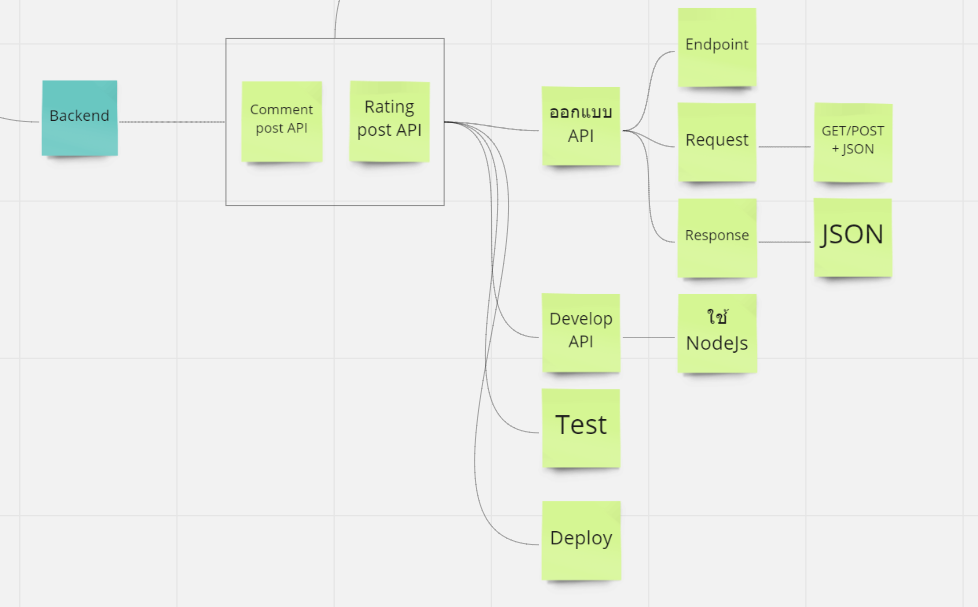 Backend
Comment
post API
Rating
post API
ออกแบบ
API
Endpoint
Request
GET/POST
+ JSON
Response
JSON
Develop
API
ใช้
NodeJs
Test
Deploy